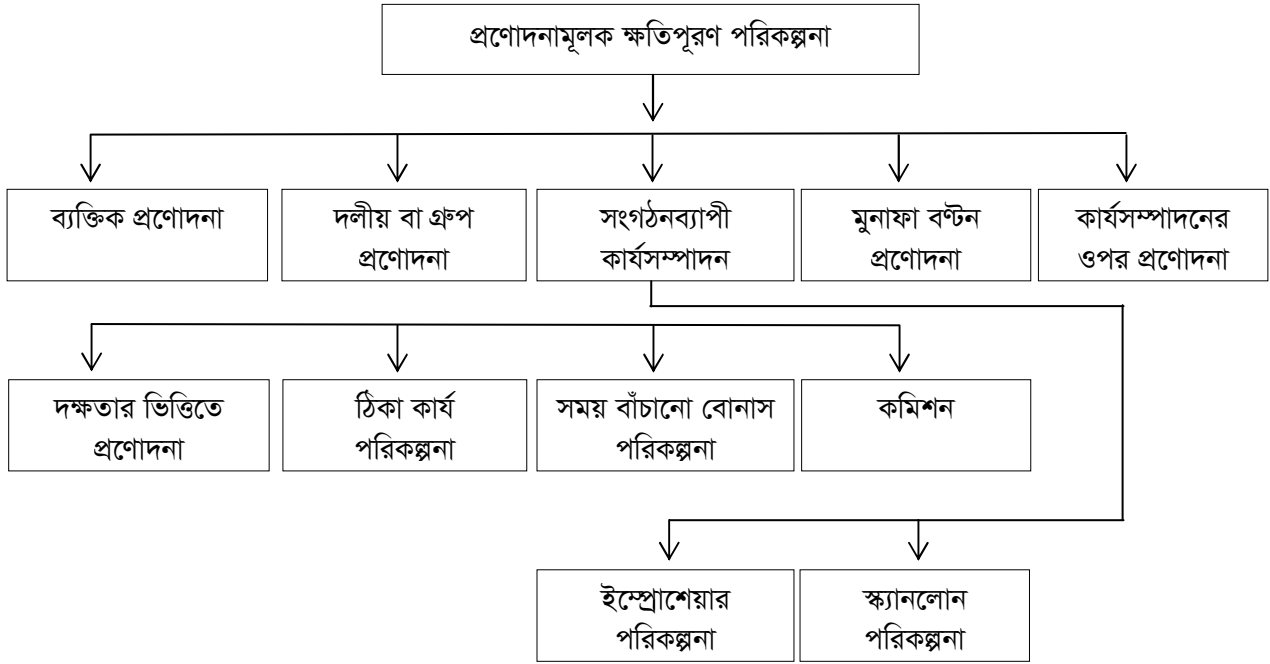 প্রণোদনামূলক ক্ষতিপূরণ পরিকল্পনা
ব্যক্তিক প্রণোদনা
দলীয় বা গ্রুপ
প্রণোদনা
সংগঠনব্যাপী
কার্যসম্পাদন
মুনাফা বণ্টন
প্রণোদনা
কার্যসম্পাদনের
ওপর প্রণোদনা
দক্ষতার ভিত্তিতে
প্রণোদনা
ঠিকা কার্য
পরিকল্পনা
সময় বাঁচানো বোনাস
পরিকল্পনা
কমিশন
ইম্প্রোশেয়ার
পরিকল্পনা
স্ক্যানলোন
পরিকল্পনা